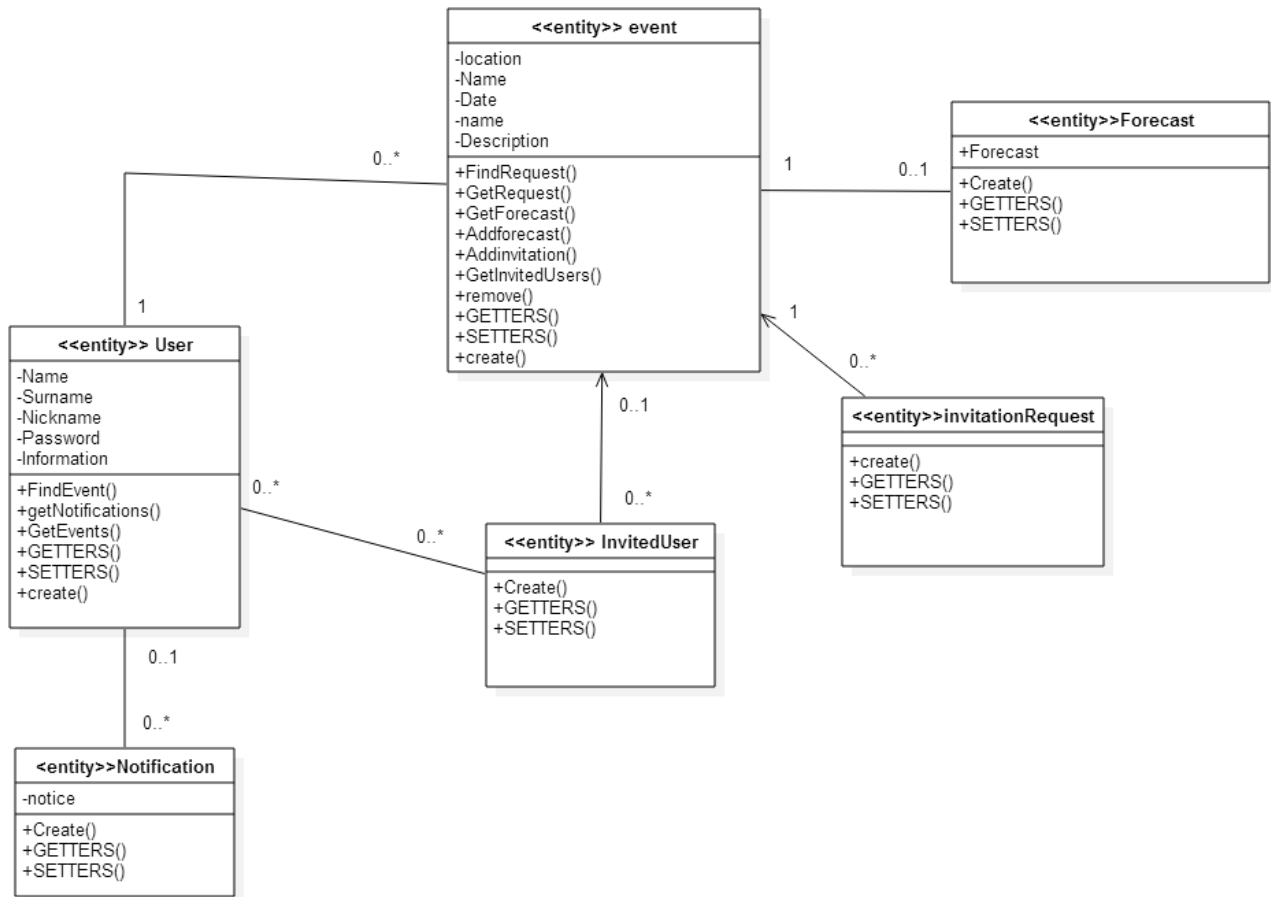 <<entity>> event
-location
-Name
-Date
-name
-Description
+FindRequest()
+GetRequest()
+GetForecast()
+Addforecast()
+Addinvitation()
+GetInvitedUsers()
+remove()
+GETTERS()
+SETTERS()
+create()
<<entity>>Forecast
+Forecast
+Create()
+GETTERS()
+SETTERS()
0..*
1
1
0..1
1
0..*
0..1
0..*
<<entity>> User
-Name
-Surname
-Nickname
-Password
-Information
+FindEvent()
+getNotifications()
+GetEvents()
+GETTERS()
+SETTERS()
+create()
0..*
0..*
<<entity>> InvitedUser
+Create()
+GETTERS()
+SETTERS()
<<entity>>invitationRequest
+create()
+GETTERS()
+SETTERS()
0..1
0..*
<entity>>Notification
-notice
+Create()
+GETTERS()
+SETTERS()